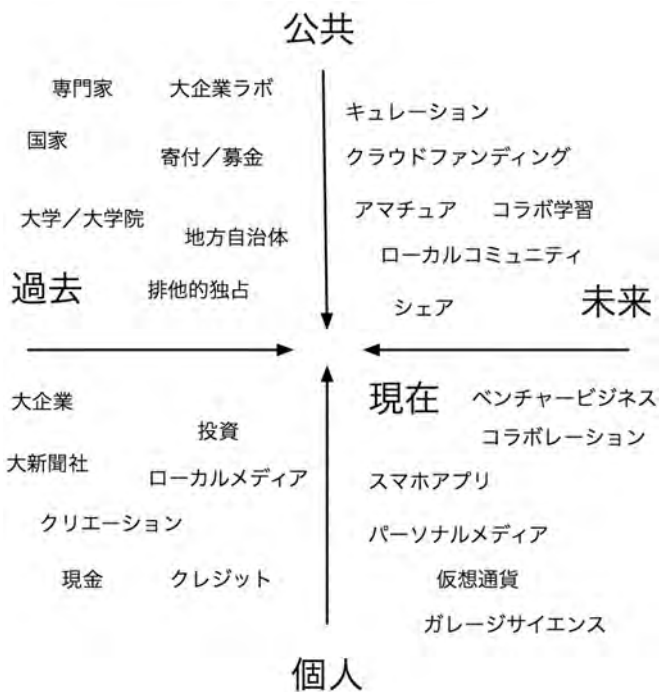 公共
専門家 大企業ラボ
国家
寄付／募金
大学／大学院
地方自治体
排他的独占
キュレーション
クラウドファンディング
アマチュア コラボ学習
ローカルコミュニティ
シェア
過去
未来
現在
大企業
投資
大新聞社
ローカルメディア
クリエーション
現金 クレジット
ベンチャービジネス
コラボレーション
スマホアプリ
パーソナルメディア
仮想通貨
ガレージサイエンス
個人